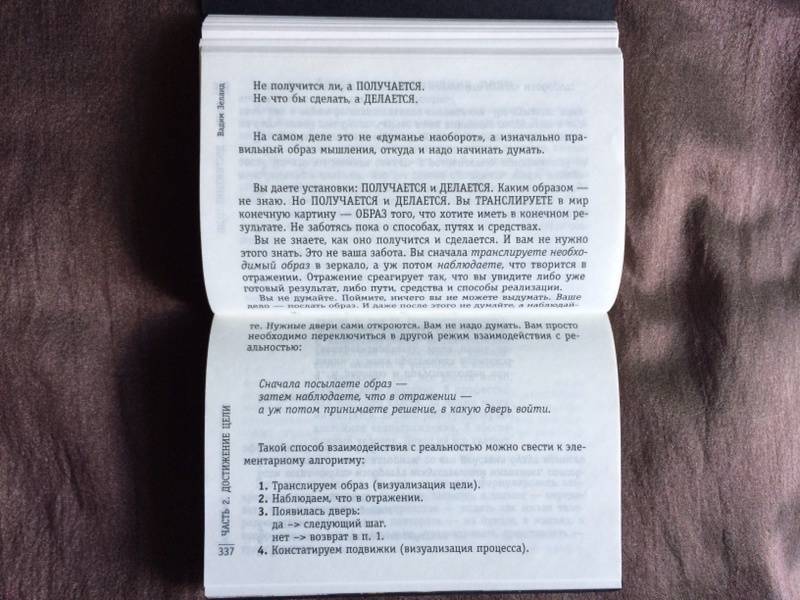 Вадим Зеланд
Не получится ли, а ПОЛУЧАЕТСЯ.
Не что бы сделать, а ДЕЛАЕТСЯ.
На самом деле это не «думанье наоборот», а изначально пра-
вильный образ мышления, откуда и надо начинать думать.
Вы даете установки: ПОЛУЧАЕТСЯ и ДЕЛАЕТСЯ. Каким образом —
не знаю. Но ПОЛУЧАЕТСЯ и ДЕЛАЕТСЯ. Вы ТРАНСЛИРУЕТЕ в мир
конечную картину — ОБРАЗ того, что хотите иметь в конечном ре-
зультате. Не заботясь пока о способах, путях и средствах.
Вы не знаете, как оно получится и сделается. И вам не нужно
этого знать. Это не ваша забота. Вы сначала транслируете необхо-
димый образ в зеркало, а уж потом наблюдаете, что творится в
отражении. Отражение среагирует так, что вы увидите либо уже
готовый результат, либо пути, средства и способы реализации.
Вы не думайте. Поймите, ничего вы не можете выдумать. Ваше
дело — послать образ. И даже после этого не думайте, а наблюдай-
те. Нужные двери сами откроются. Вам не надо думать. Вам просто
необходимо переключиться в другой режим взаимодействия с ре-
альностью:
Сначала посылаете образ —
затем наблюдаете, что в отражении —
а уж потом принимаете решение, в какую дверь войти.
Такой способ взаимодействия с реальностью можно свести к эле-
ментарному алгоритму:
1. Транслируем образ (визуализация цели).
2. Наблюдаем, что в отражении.
3. Появилась дверь:
да –> следующий шаг.
нет –> возврат в п. 1.
4. Констатируем подвижки (визуализация процесса).
ЧАСТЬ 2. ДОСТИЖЕНИЕ ЦЕЛИ
337